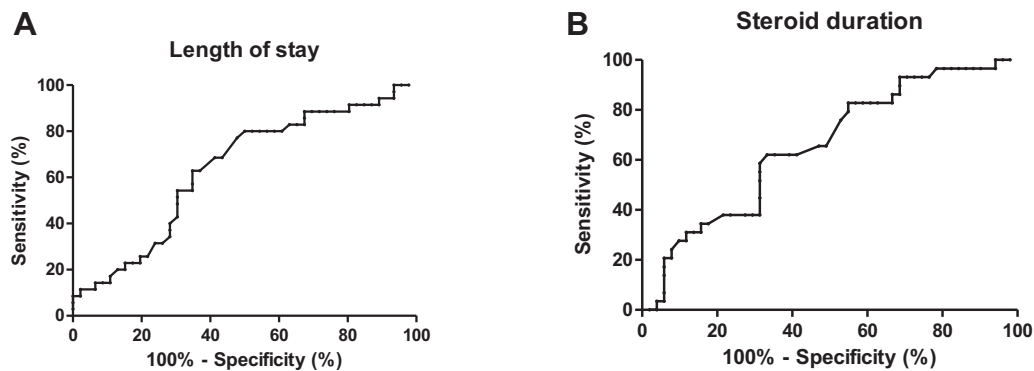 A
Length of stay
100
80
60
40
20
0
Sensitivity (%)
0 20 40 60 80 100
100% - Specificity (%)
B
Steroid duration
100
80
60
40
20
0
Sensitivity (%)
0 20 40 60 80 100
100% - Specificity (%)